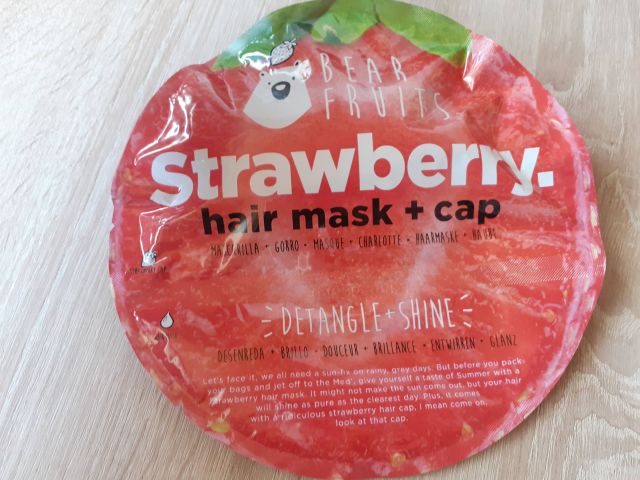 BEAR
FRUITS
Strawberry.
hair mask + cap
MASCARILLA + GORRO • MASQUE + CHARLOTTE • HAARMASKE + HAUBE
DETANGLE+SHINE
DESENREDA + BRILLO • DOUCEUR + BRILLANCE • ENTWIRREN + GLANZ
Let's face it, we all need a sun-fix on rainy, grey days. But before you pack
your bags and jet off to the Med', give yourself a taste of Summer with a
strawberry hair mask. It might not make the sun come out, but your hair
will shine as pure as the clearest day. Plus, it comes
with a ridiculous strawberry hair cap, I mean come on,
look at that cap.